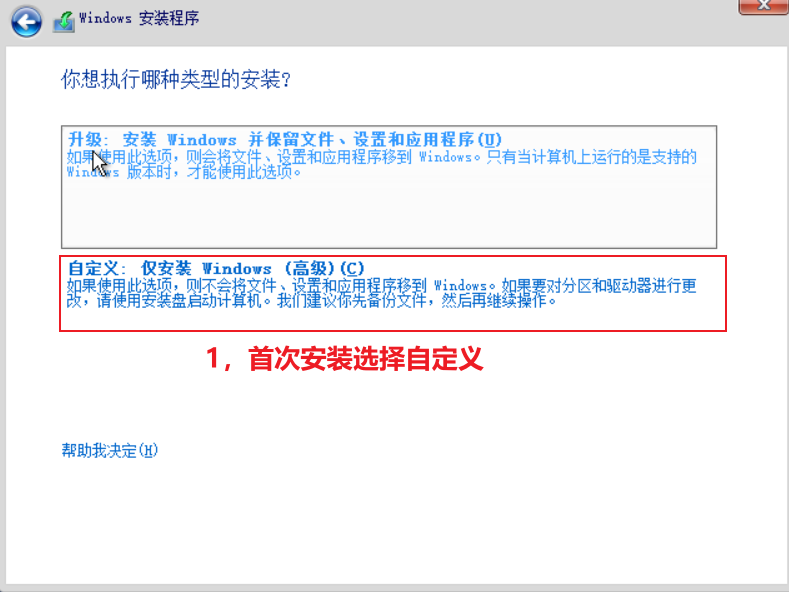 Windows 安装程序
你想执行哪种类型的安装?
升级: 安装 Windows 并保留文件、设置和应用程序(U)
如果使用此选项，则会将文件、设置和应用程序移到 Windows。只有当计算机上运行的是支持的
Windows 版本时，才能使用此选项。
自定义: 仅安装 Windows (高级)(C)
如果使用此选项，则不会将文件、设置和应用程序移到 Windows。如果要对分区和驱动器进行更
改，请使用安装盘启动计算机。我们建议你先备份文件，然后再继续操作。
1，首次安装选择自定义
帮助我决定(H)